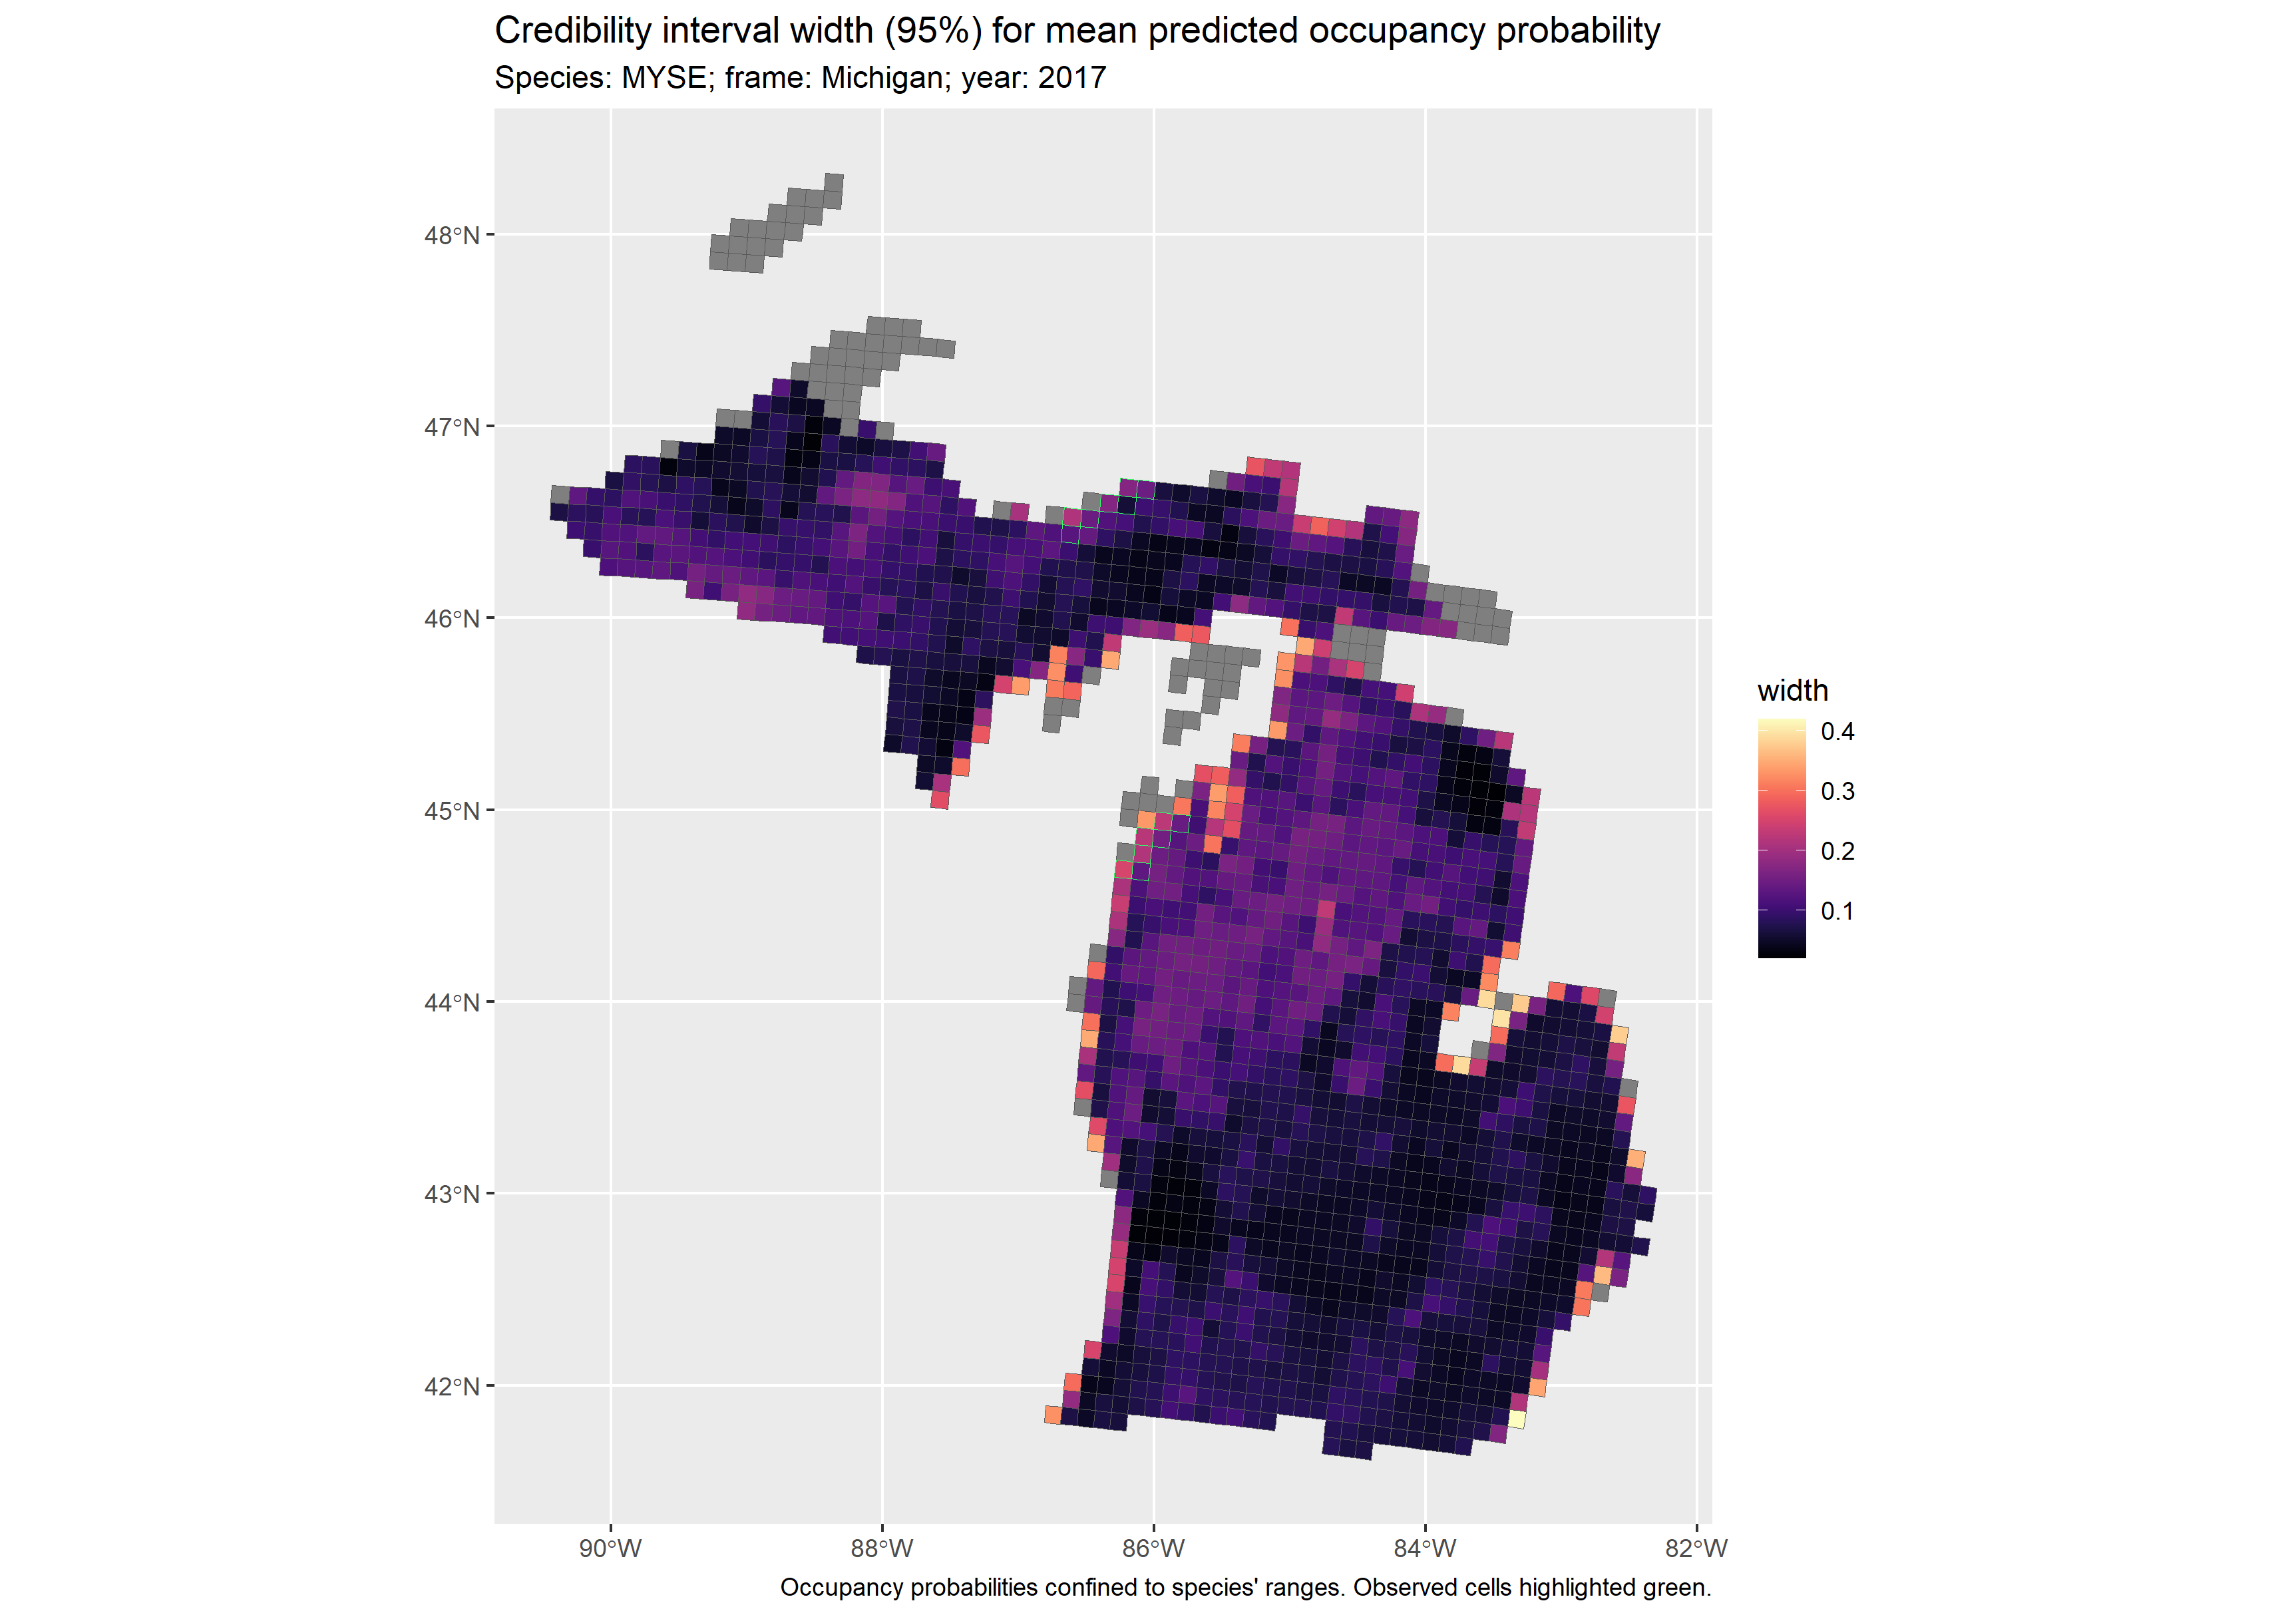 Credibility interval width (95%) for mean predicted occupancy probability
Species: MYSE; frame: Michigan; year: 2017
48°N
47°N
46°N
45°N
44°N
43°N
42°N
90°W
88°W
86°W
84°W
82°W
width
0.4
0.3
0.2
0.1
Occupancy probabilities confined to species' ranges. Observed cells highlighted green.